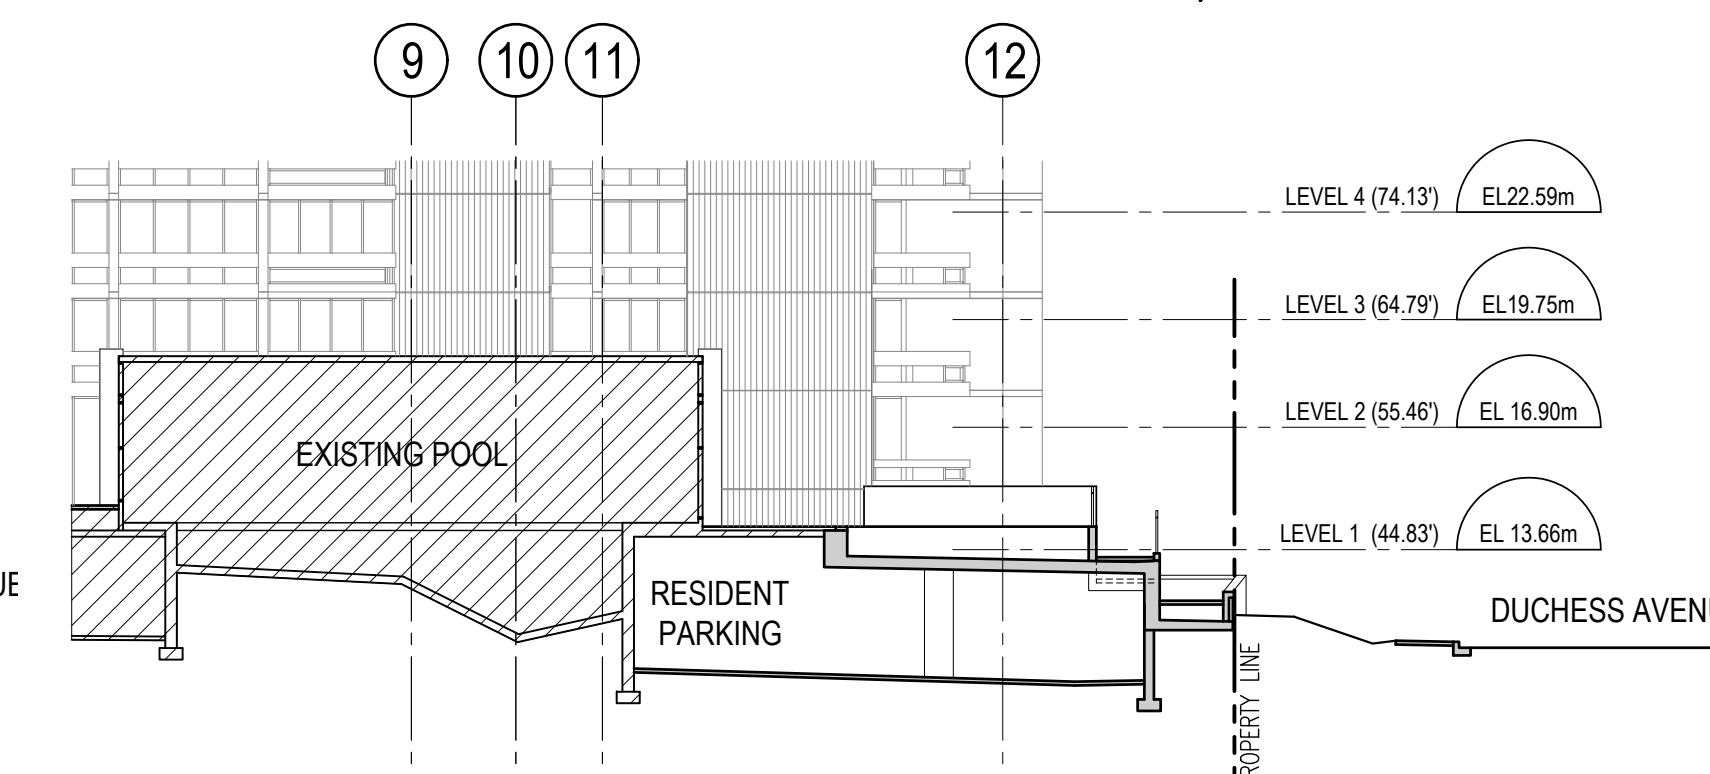 9 10 11 12
LEVEL 4 (74.13') EL22.59m
LEVEL 3 (64.79') EL19.75m
LEVEL 2 (55.46') EL 16.90m
EXISTING POOL
LEVEL 1 (44.83') EL 13.66m
UE
RESIDENT
PARKING
DUCHESS AVENU
ROPERTY LINE